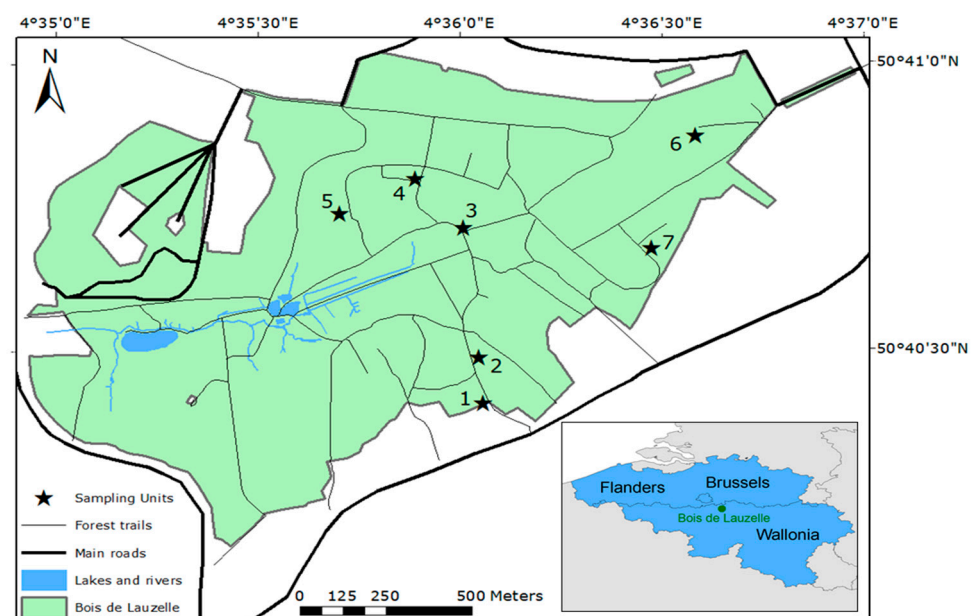 4°35'0"E 4°35'30"E 4°36'0"E 4°36'30"E 4°37'0"E
N
50°41'0"N
6
4
5
3
7
50°40'30"N
2
1
Sampling Units
Forest trails
Main roads
Lakes and rivers
Bois de Lauzelle
0 125 250 500 Meters
Flanders
Brussels
Bois de Lauzelle
Wallonia